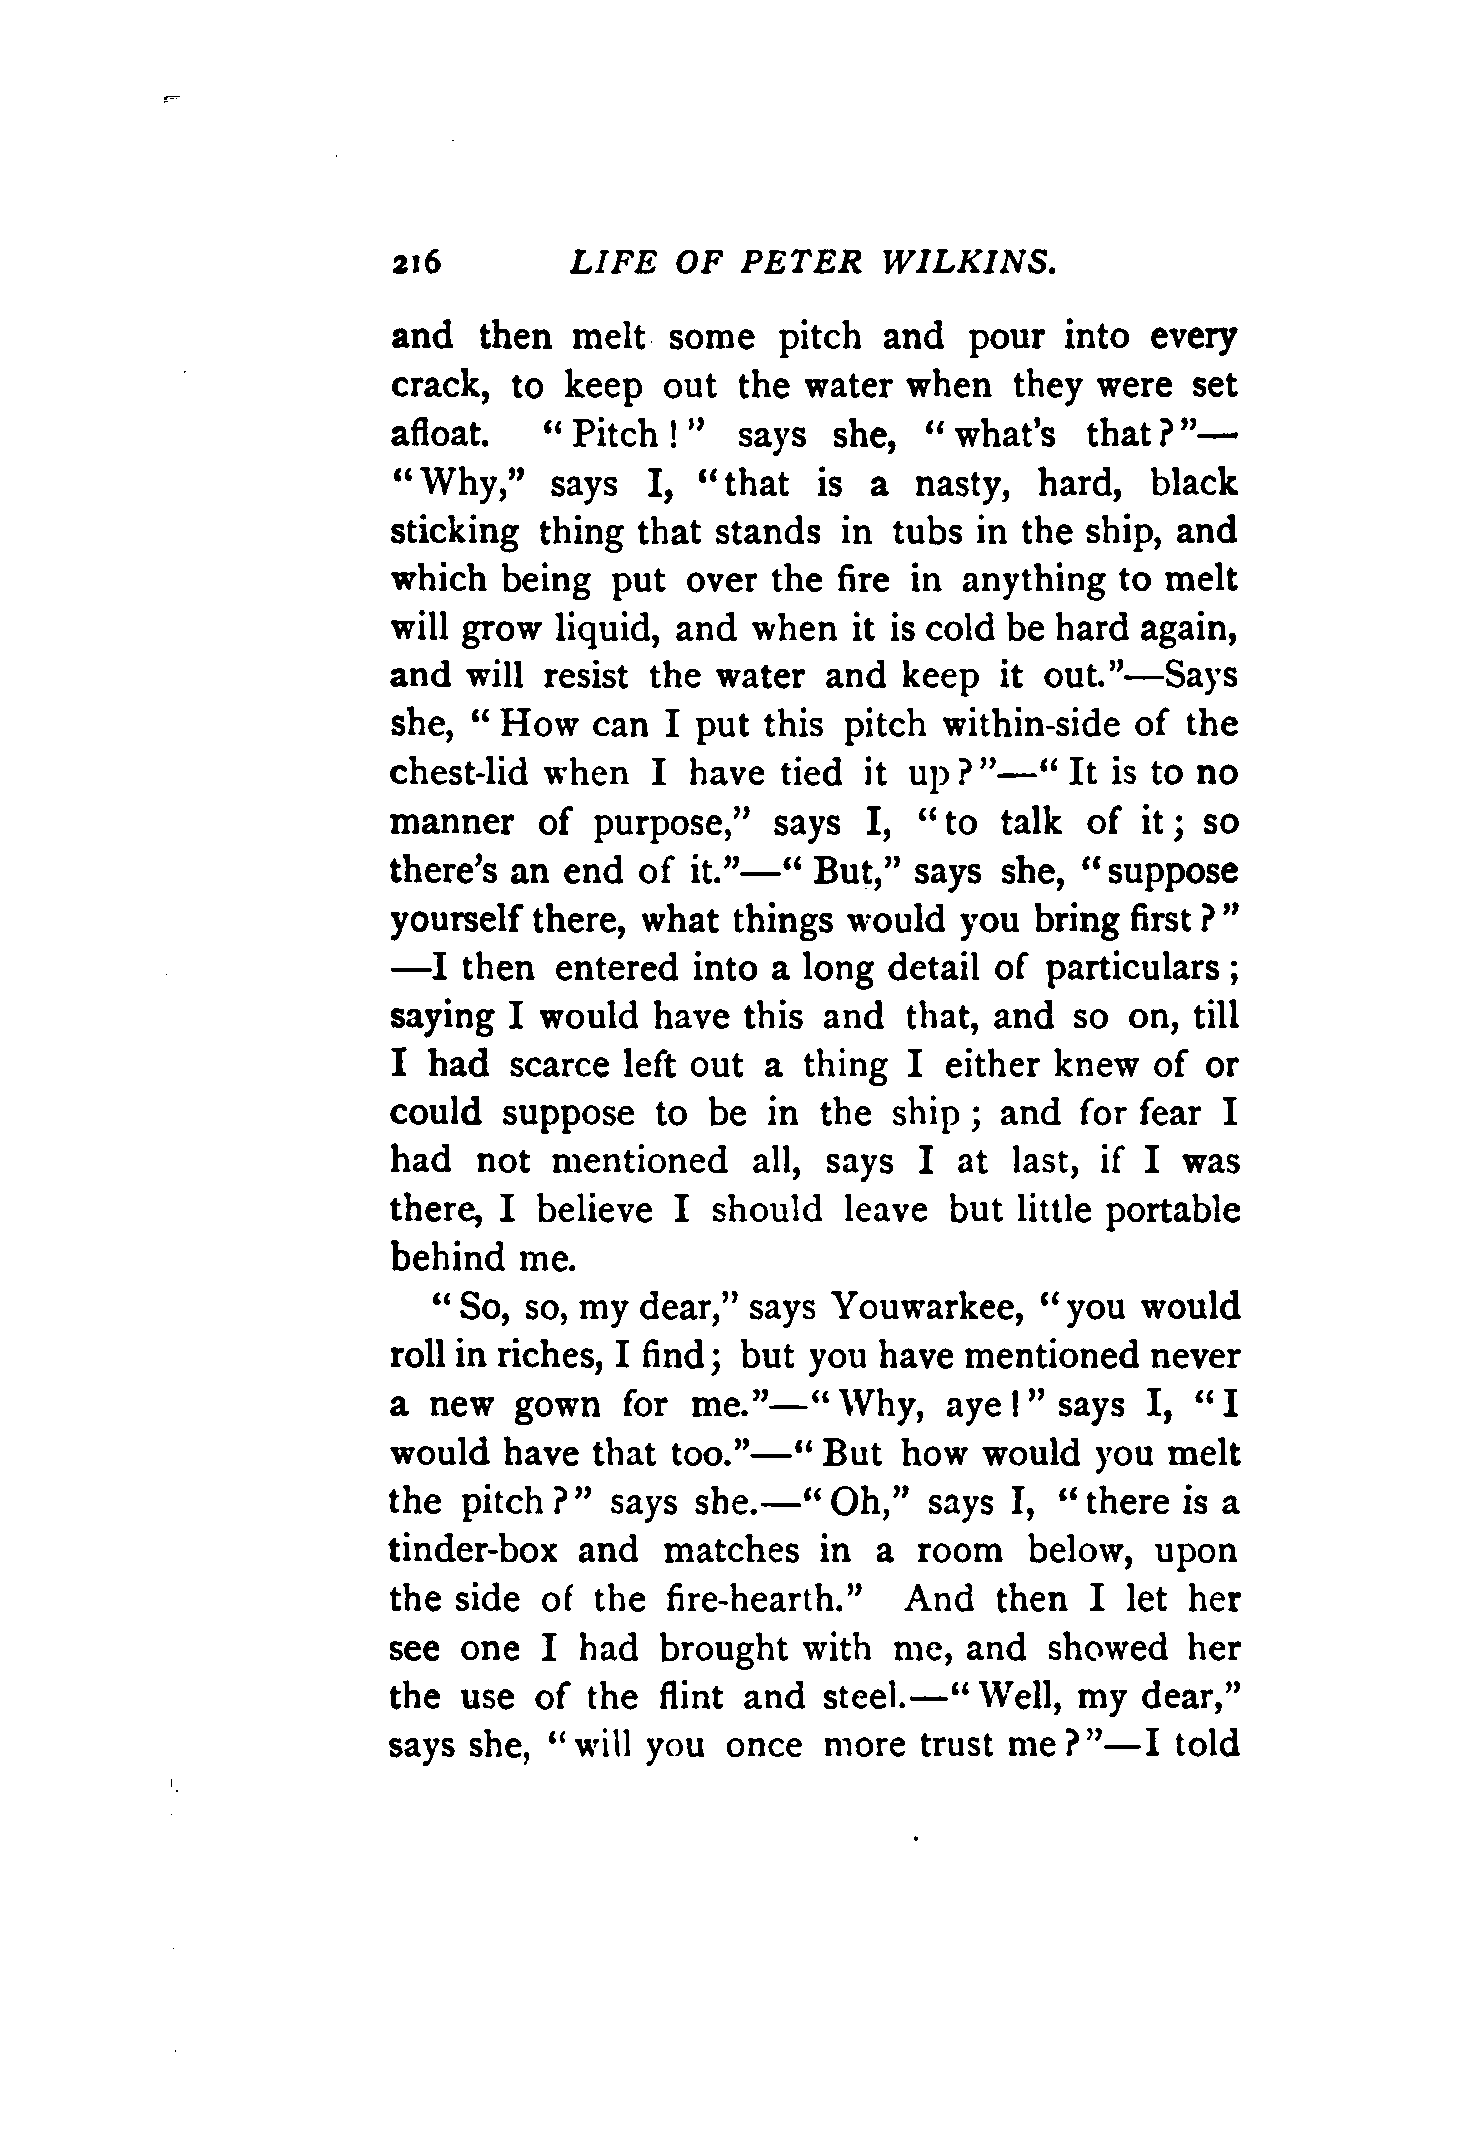 216 LIFE OF PETER WILKINS.
and then melt some pitch and pour into every
crack, to keep out the water when they were set
afloat. “Pitch!” says she, “what's that?”—
“Why,” says I, “that is a nasty, hard, black
sticking thing that stands in tubs in the ship, and
which being put over the fire in anything to melt
will grow liquid, and when it is cold be hard again,
and will resist the water and keep it out.”—Says
she, “How can I put this pitch within-side of the
chest-lid when I have tied it up?”—“It is to no
manner of purpose,” says I, “to talk of it; so
there's an end of it.”—“But,” says she, “suppose
yourself there, what things would you bring first?”
—I then entered into a long detail of particulars;
saying I would have this and that, and so on, till
I had scarce left out a thing I either knew of or
could suppose to be in the ship; and for fear I
had not mentioned all, says I at last, if I was
there, I believe I should leave but little portable
behind me.
“So, so, my dear,” says Youwarkee, “you would
roll in riches, I find; but you have mentioned never
a new gown for me.”—“Why, aye!” says I, “I
would have that too.”—“But how would you melt
the pitch?” says she.—“Oh,” says I, “there is a
tinder-box and matches in a room below, upon
the side of the fire-hearth.” And then I let her
see one I had brought with me, and showed her
the use of the flint and steel.—“Well, my dear,”
says she, “will you once more trust me?”—I told